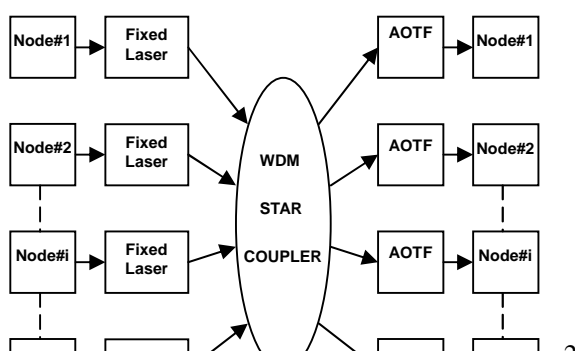 Node#1
Fixed
Laser
AOTF
Node#1
Node#2
Fixed
Laser
AOTF
Node#2
WDM
STAR
COUPLER
Node#i
Fixed
Laser
AOTF
Node#i